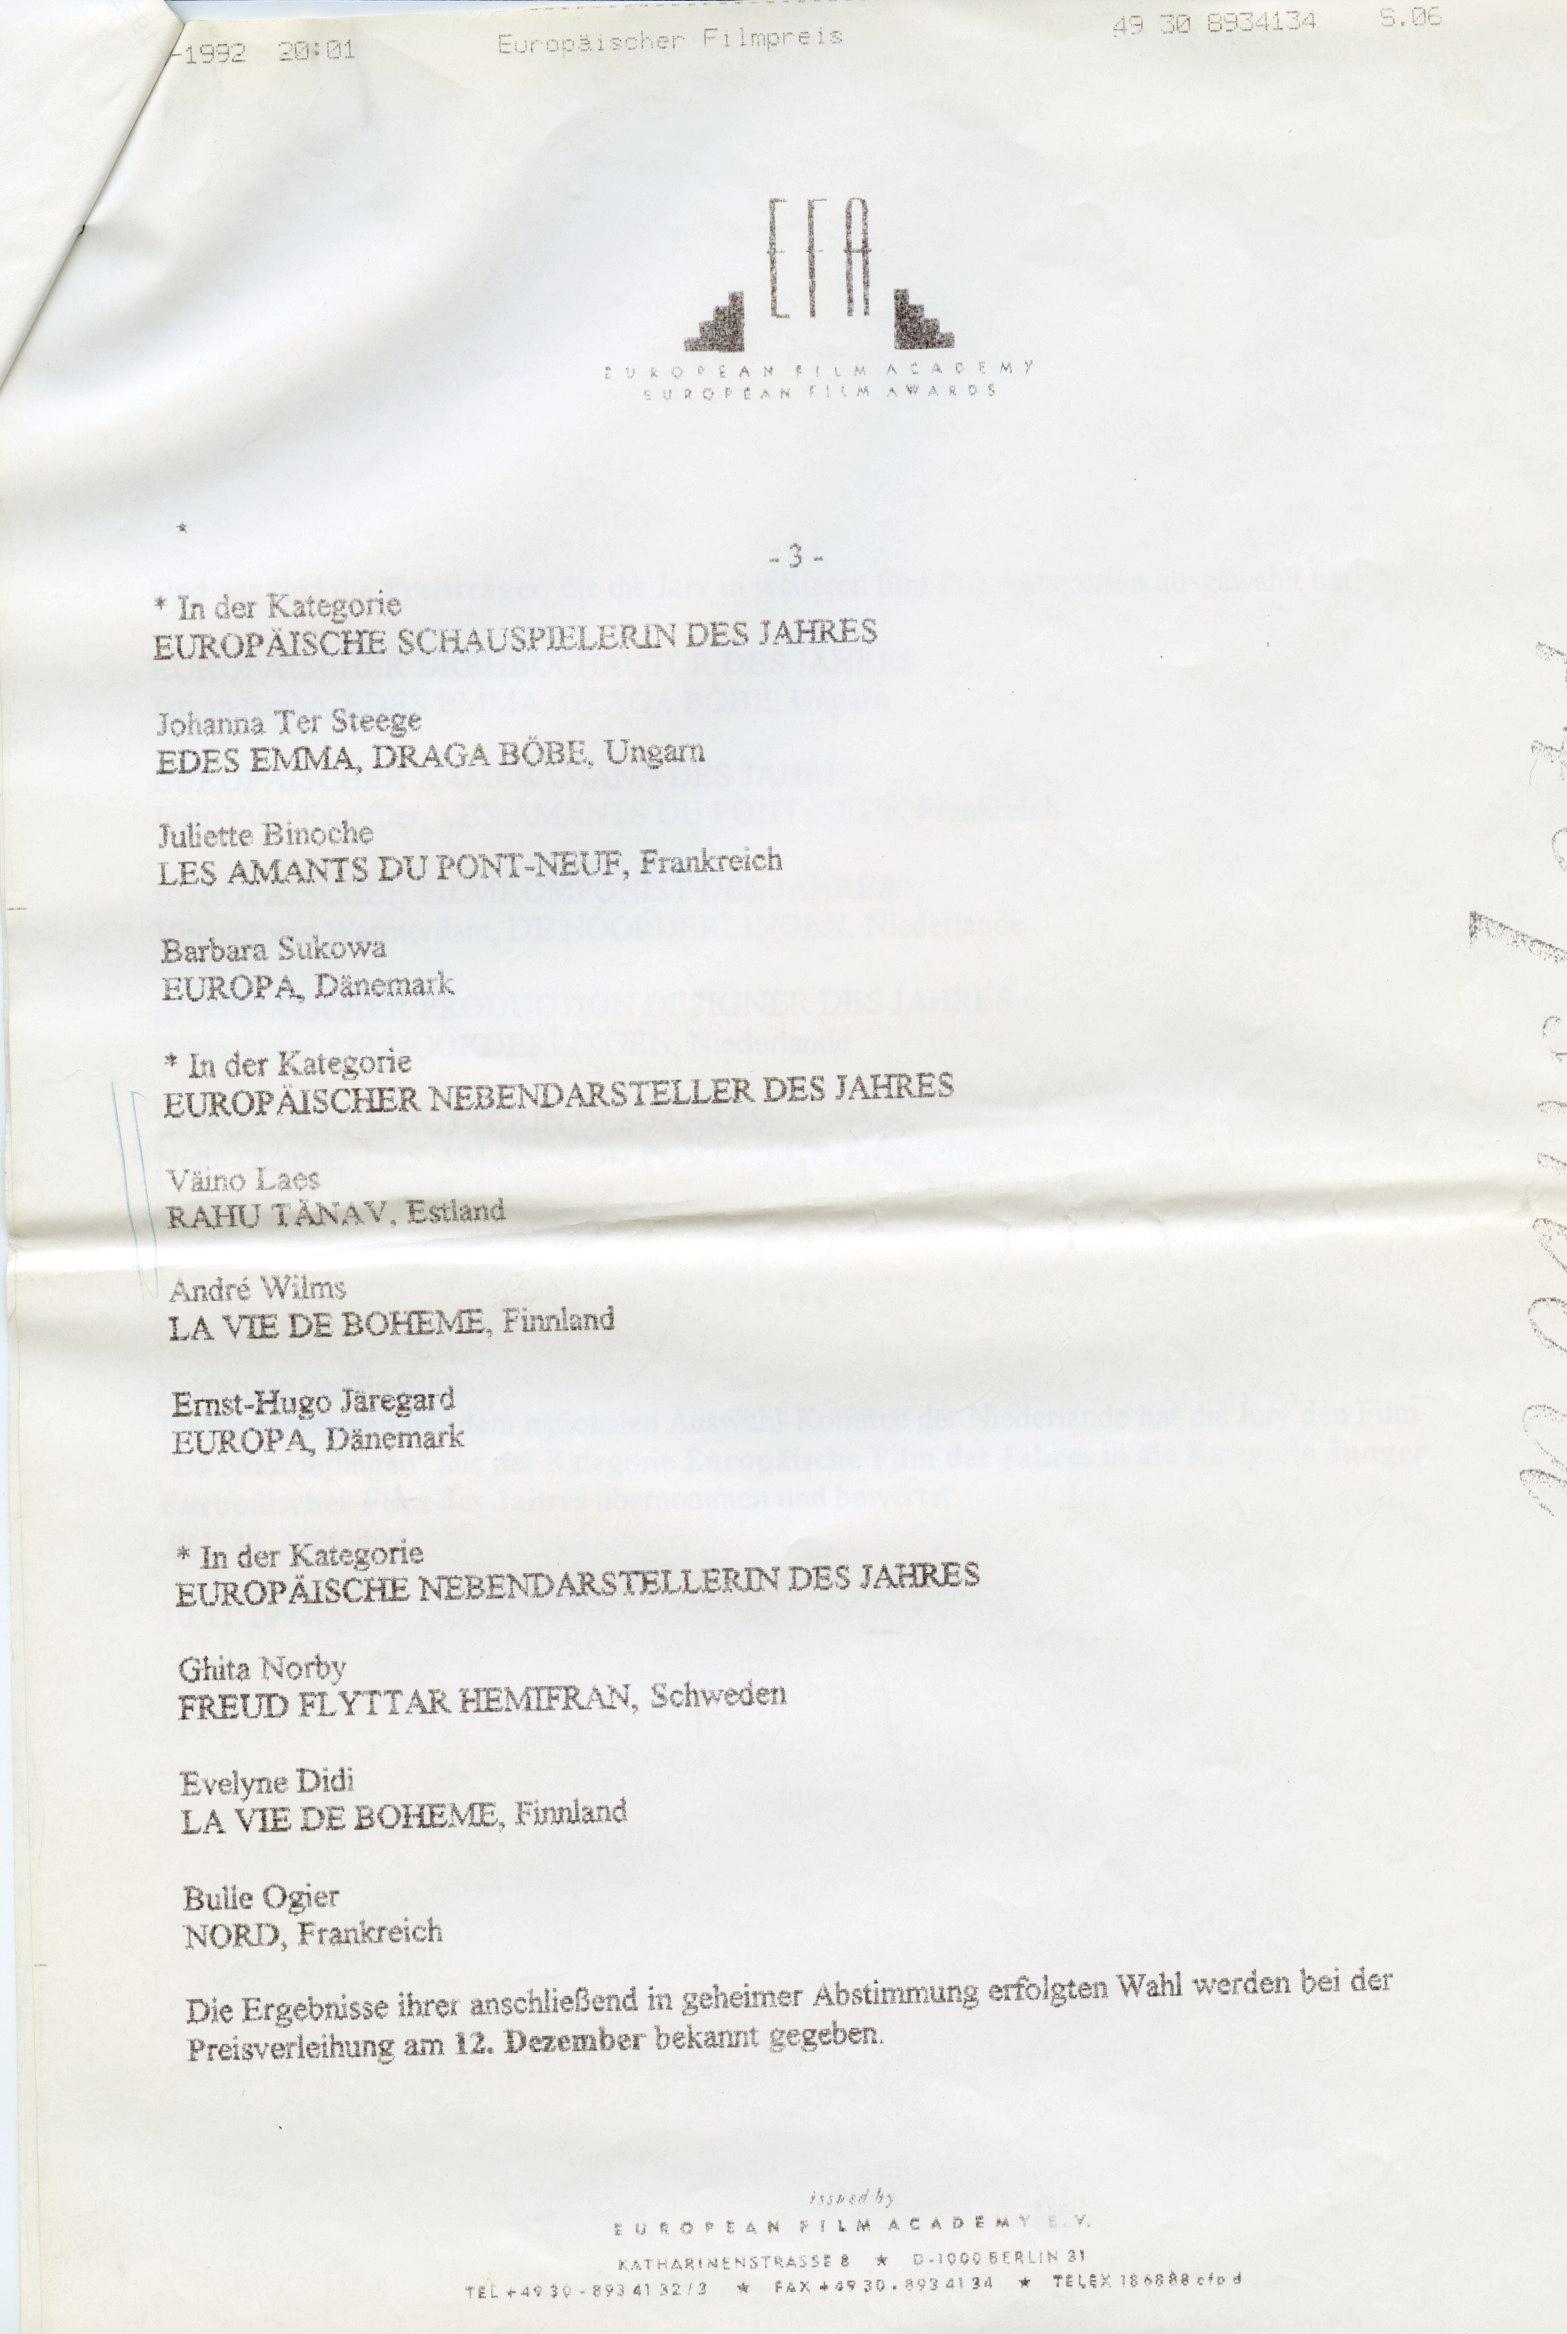 -1992 20:01 Europäischer Filmpreis 49 30 8934134 S.06
EFA
EUROPEAN FILM ACADEMY
EUROPEAN FILM AWARDS
*
- 3 -
* In der Kategorie
EUROPÄISCHE SCHAUSPIELERIN DES JAHRES
Johanna Ter Steege
EDES EMMA, DRAGA BÖBE, Ungarn
Juliette Binoche
LES AMANTS DU PONT-NEUF, Frankreich
Barbara Sukowa
EUROPA, Dänemark
* In der Kategorie
EUROPÄISCHER NEBENDARSTELLER DES JAHRES
Väino Laes
RAHU TÄNAV, Estland
André Wilms
LA VIE DE BOHEME, Finnland
Ernst-Hugo Järegard
EUROPA, Dänemark
* In der Kategorie
EUROPÄISCHE NEBENDARSTELLERIN DES JAHRES
Ghita Norby
FREUD FLYTTAR HEMIFRAN, Schweden
Evelyne Didi
LA VIE DE BOHEME, Finnland
Bulle Ogier
NORD, Frankreich
Die Ergebnisse ihrer anschließend in geheimer Abstimmung erfolgten Wahl werden bei der
Preisverleihung am 12. Dezember bekannt gegeben.
issued by
EUROPEAN FILM ACADEMY E.V.
KATHARINENSTRASSE 8 ★ D-1000 BERLIN 31
TEL +49 30 - 893 41 32/3 ★ FAX +49 30 - 893 41 34 ★ TELEX 186888 efp d